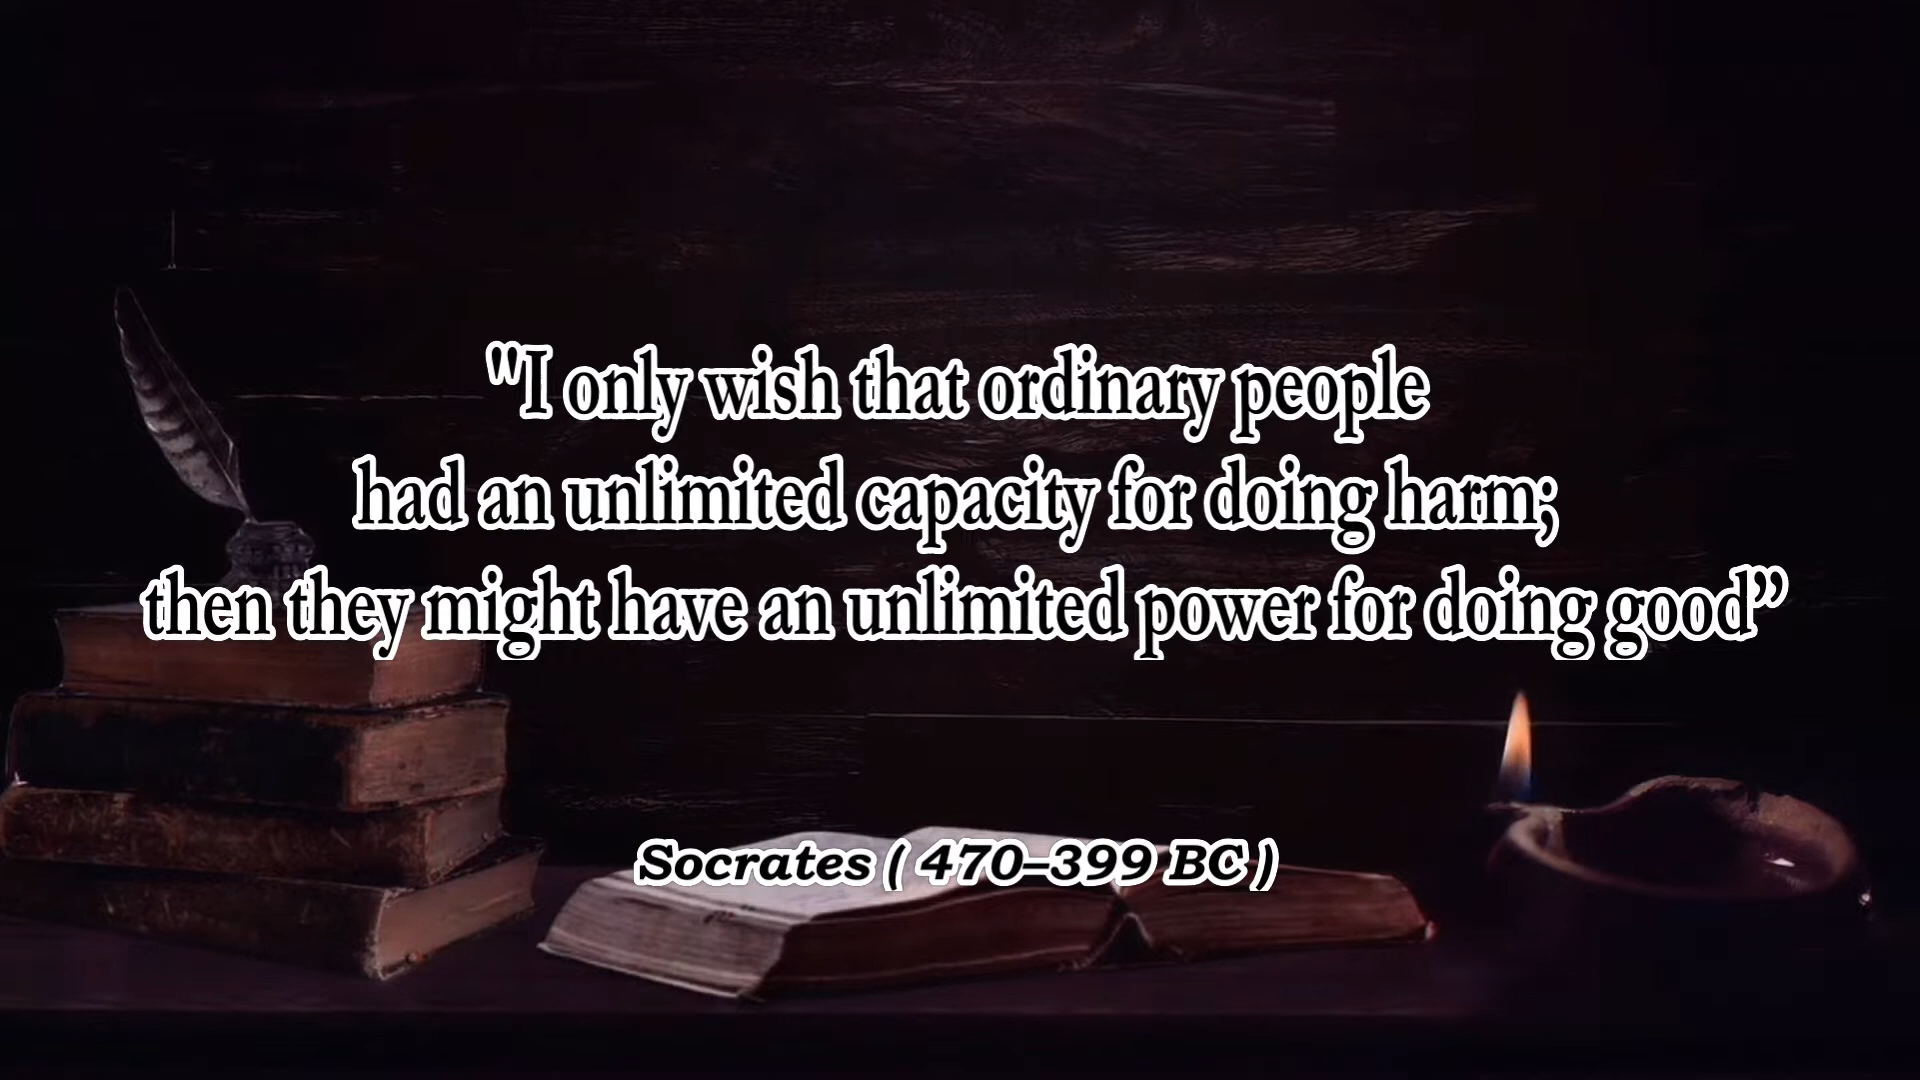 "I only wish that ordinary people
had an unlimited capacity for doing harm;
then they might have an unlimited power for doing good”
Socrates ( 470–399 BC )